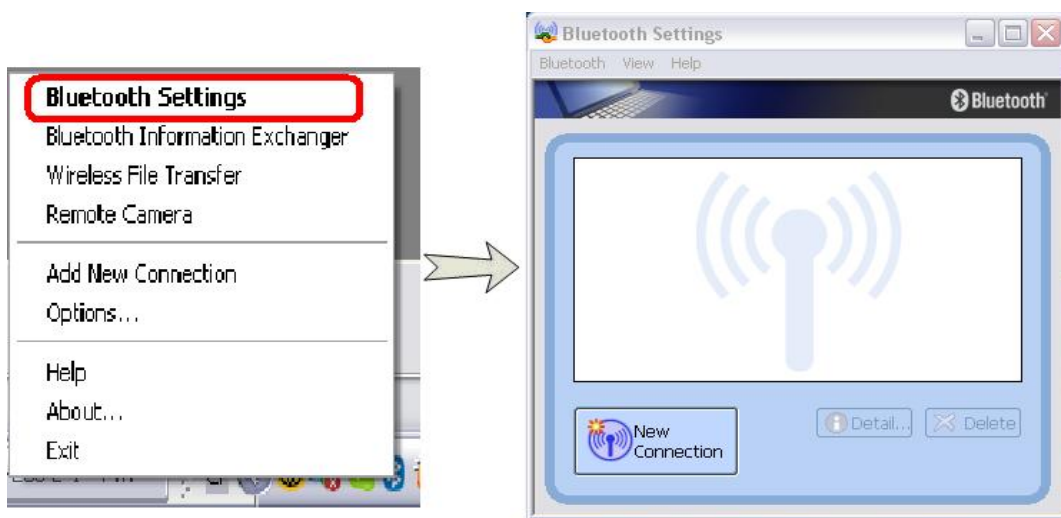 Bluetooth Settings
Bluetooth Information Exchanger
Wireless File Transfer
Remote Camera
Add New Connection
Options...
Help
About...
Exit
Bluetooth Settings
Bluetooth View Help
Bluetooth
New
Connection
Detail...
Delete